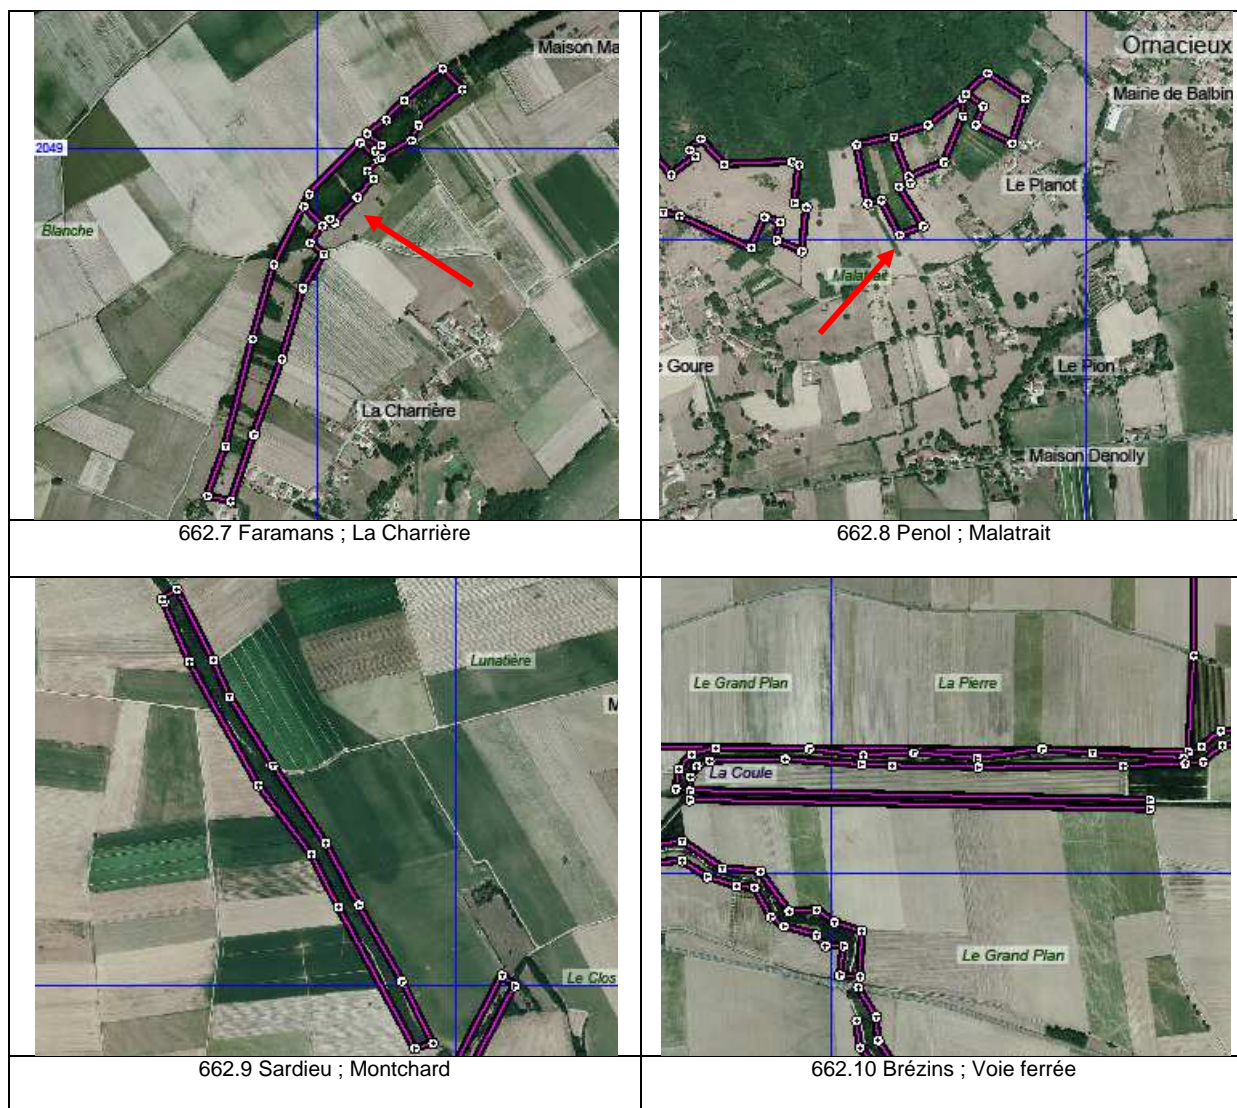 Maison Ma
2049
Blanche
La Charrière
662.7 Faramans ; La Charrière
Ornacieux
Mairie de Balbin
Le Planot
e Goure
Le Pion
Maison Denolly
662.8 Penol ; Malatrait
Lunatière
M
Le Clos
662.9 Sardieu ; Montchard
Le Grand Plan
La Pierre
La Coule
Le Grand Plan
662.10 Brézins ; Voie ferrée